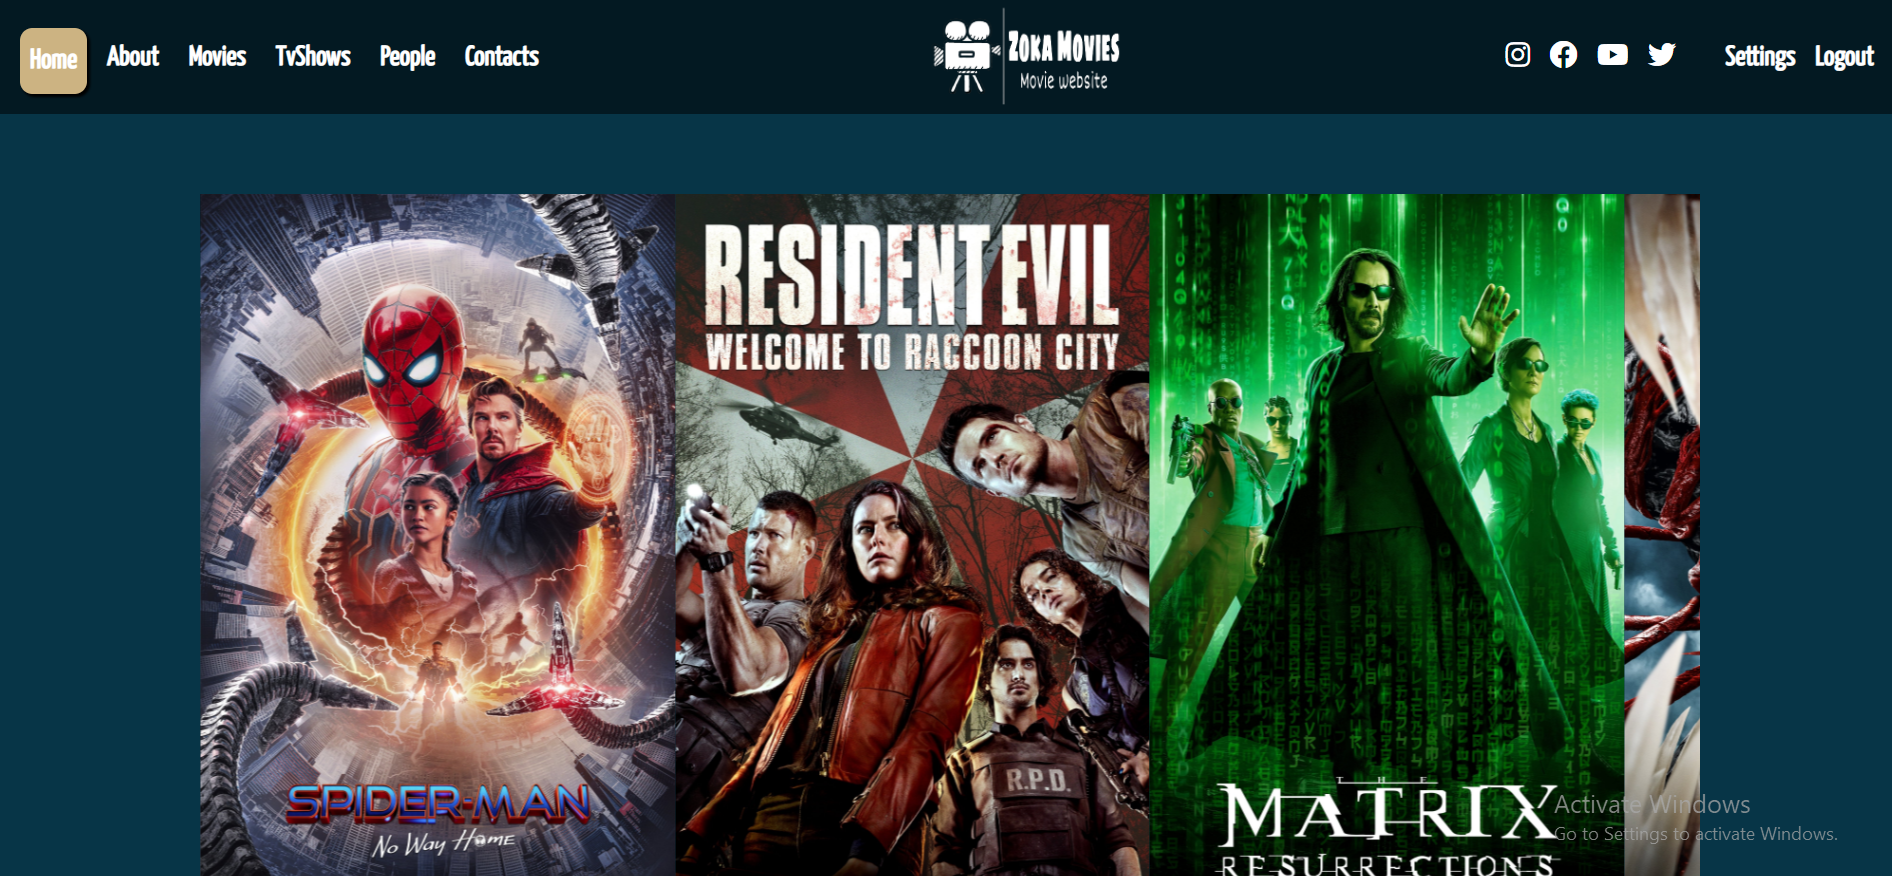 Home About Movies TvShows People Contacts
ZOKA MOVIES
Movie website
Settings Logout
SPIDER-MAN
NO WAY HOME
RESIDENT EVIL
WELCOME TO RACCOON CITY
R.P.D.
THE
MATRIX
RESURRECTIONS
Activate Windows
Go to Settings to activate Windows.